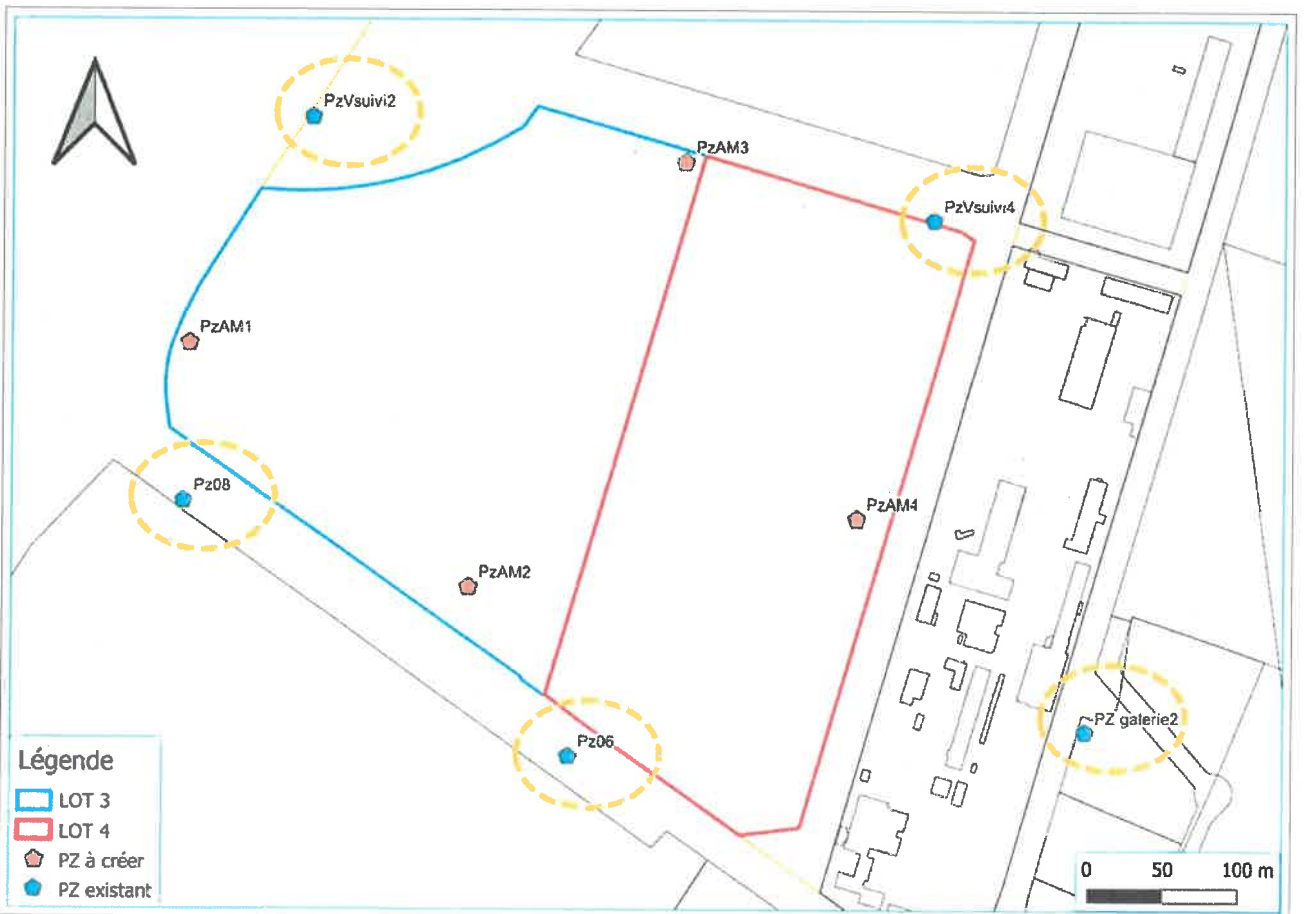 PzVsuivi2
PzAM3
PzVsuivi4
PzAM1
Pz08
PzAM4
PzAM2
PZ galerie2
Pz06
Légende
LOT 3
LOT 4
PZ à créer
PZ existant
0 50 100 m